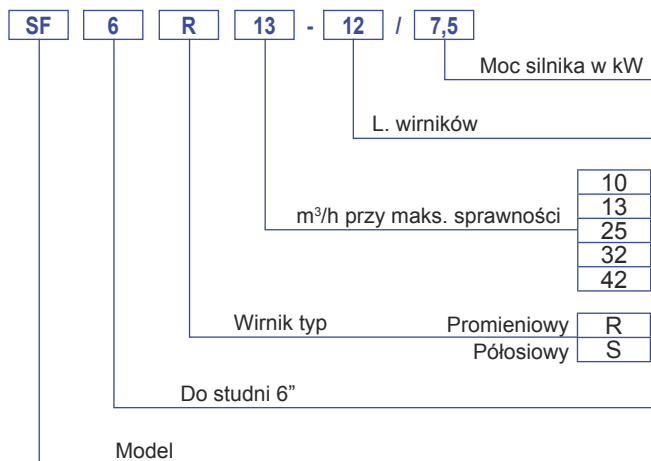 SF 6 R 13 - 12 / 7,5
Moc silnika w kW
L. wirników
m³/h przy maks. sprawności
10
13
25
32
42
Wirnik typ Promieniowy R
Półosiowy S
Do studni 6”
Model